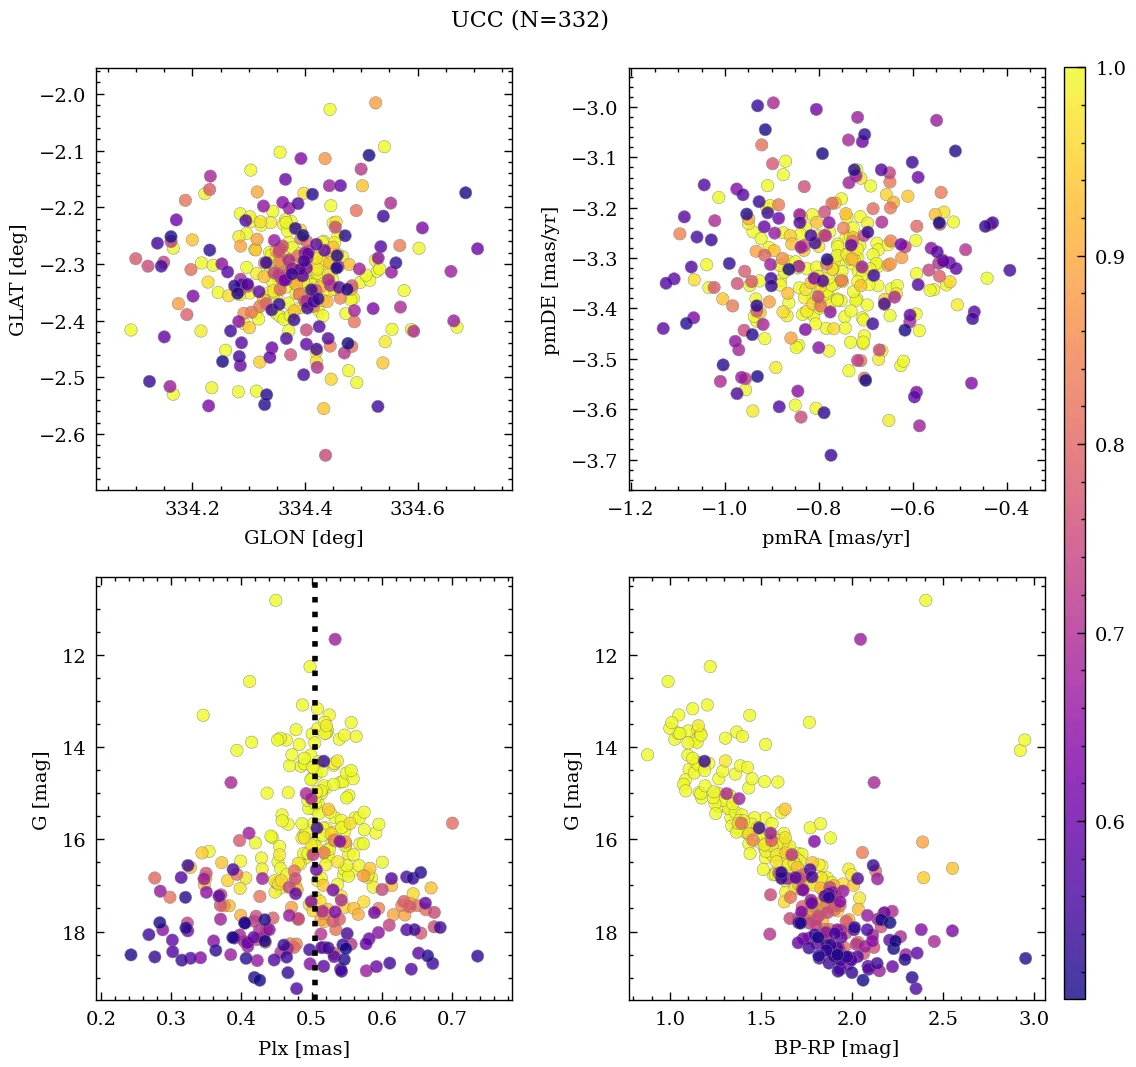 UCC (N=332)
−2.0
−2.1
−2.2
−2.3
−2.4
−2.5
−2.6
GLAT [deg]
334.2 334.4 334.6
GLON [deg]
−3.0
−3.1
−3.2
−3.3
−3.4
−3.5
−3.6
−3.7
pmDE [mas/yr]
−1.2 −1.0 −0.8 −0.6 −0.4
pmRA [mas/yr]
1.0
0.9
0.8
0.7
0.6
12
14
16
18
G [mag]
0.2 0.3 0.4 0.5 0.6 0.7
Plx [mas]
12
14
16
18
G [mag]
1.0 1.5 2.0 2.5 3.0
BP-RP [mag]